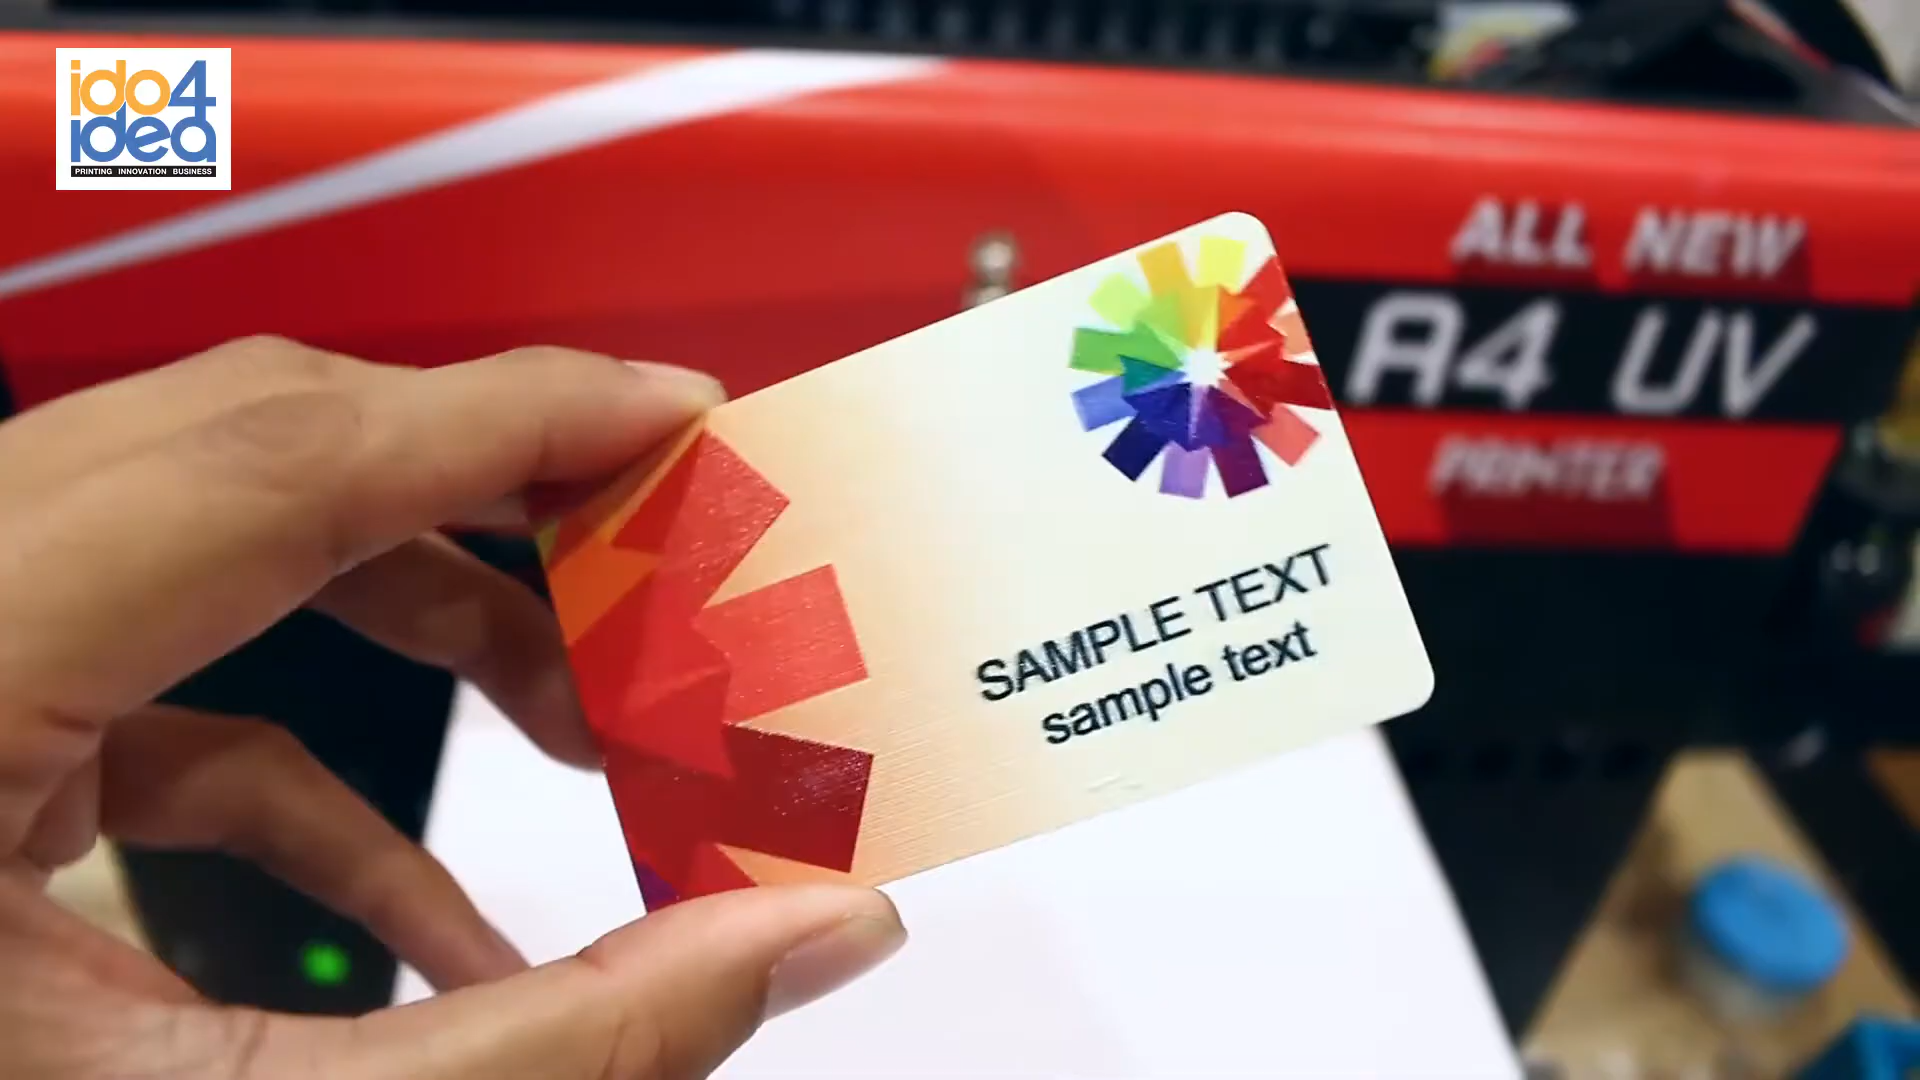 ido4
idea
PRINTING INNOVATION BUSINESS
ALL NEW
A4 UV
PRINTER
SAMPLE TEXT
sample text